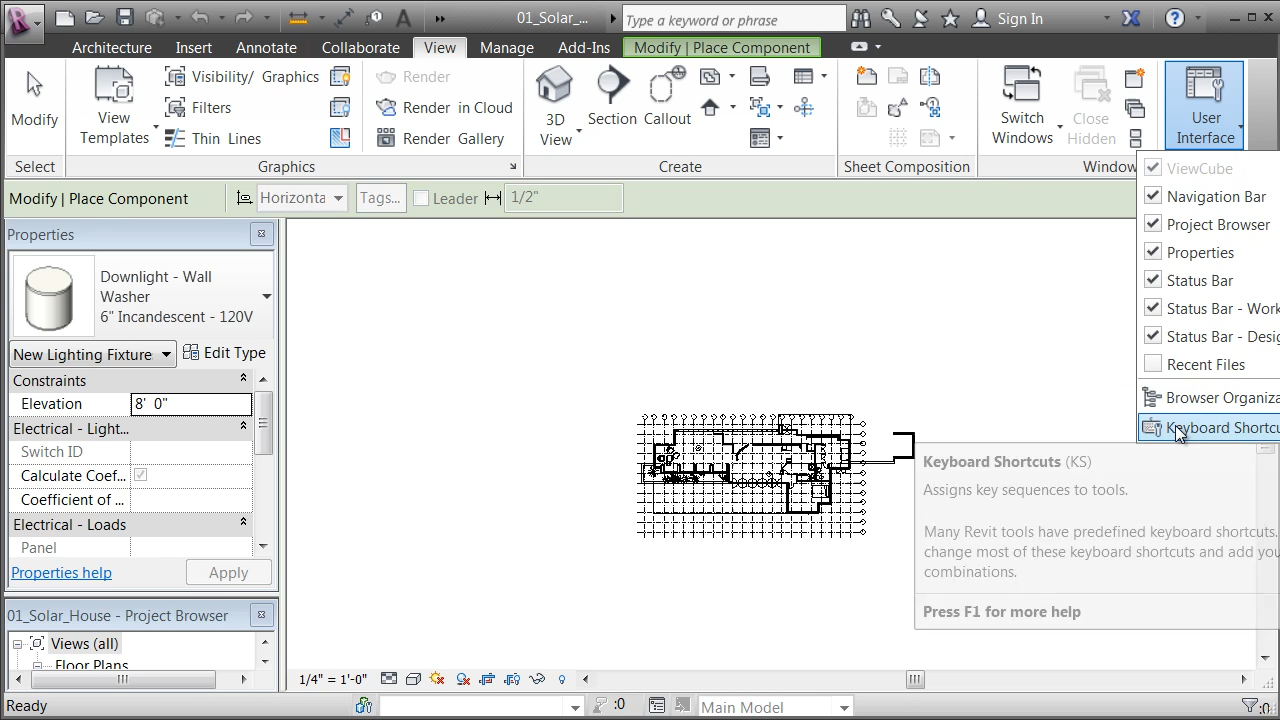 01_Solar_...
Type a keyword or phrase
Sign In
Architecture
Insert
Annotate
Collaborate
View
Manage
Add-Ins
Modify | Place Component
Modify
View
Templates
Visibility/ Graphics
Filters
Thin Lines
Render
Render in Cloud
Render Gallery
3D
View
Section
Callout
Switch
Windows
Close
Hidden
User
Interface
Select
Graphics
Create
Sheet Composition
Window
Modify | Place Component
Horizonta
Tags...
Leader
1/2"
ViewCube
Navigation Bar
Project Browser
Properties
Status Bar
Status Bar - Work
Status Bar - Desig
Recent Files
Browser Organiza
Keyboard Shortcu
Properties
Downlight - Wall
Washer
6" Incandescent - 120V
New Lighting Fixture
Edit Type
Constraints
Elevation
8' 0"
Electrical - Light...
Switch ID
Calculate Coef...
Coefficient of ...
Electrical - Loads
Panel
Properties help
Apply
Keyboard Shortcuts (KS)
Assigns key sequences to tools.
Many Revit tools have predefined keyboard shortcuts.
change most of these keyboard shortcuts and add you
combinations.
Press F1 for more help
01_Solar_House - Project Browser
Views (all)
Floor Plans
1/4" = 1'-0"
Ready
:0
Main Model
:0